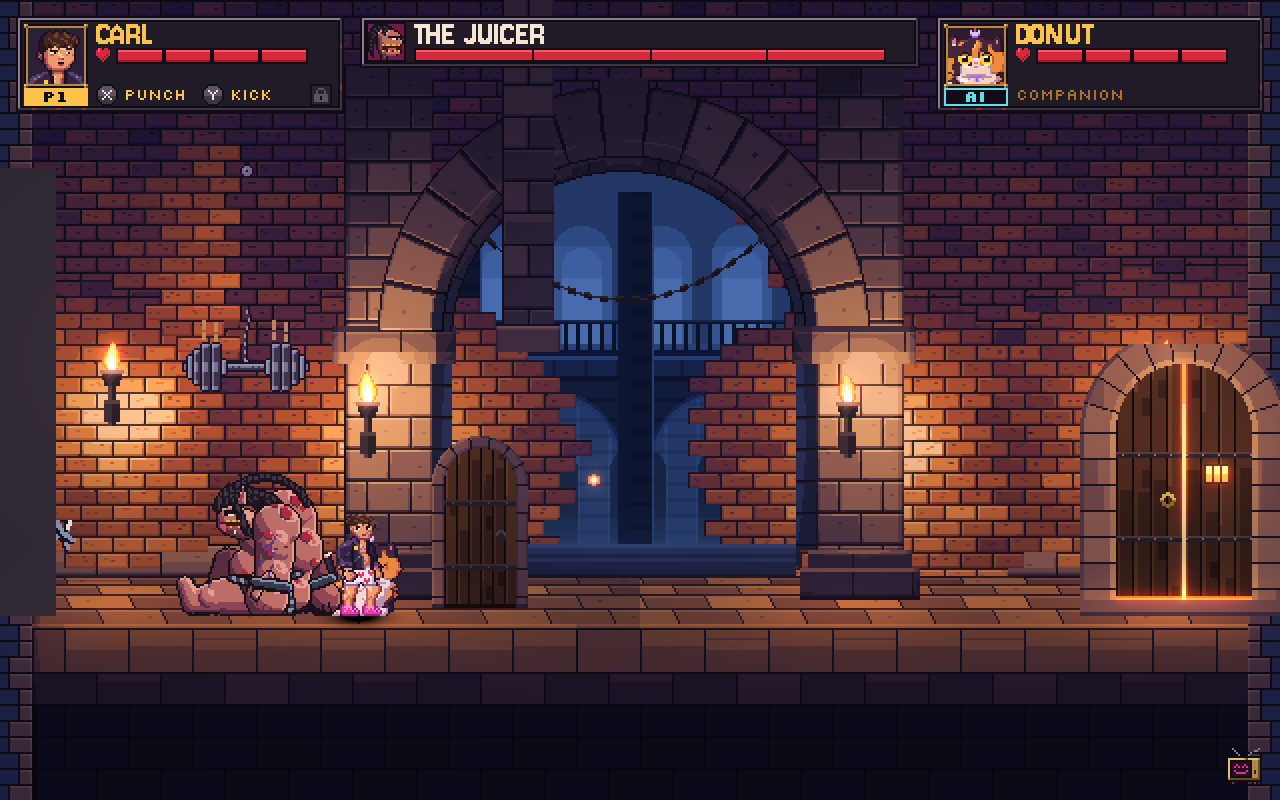 CARL
P1
X PUNCH Y KICK
THE JUICER
DONUT
AI
COMPANION